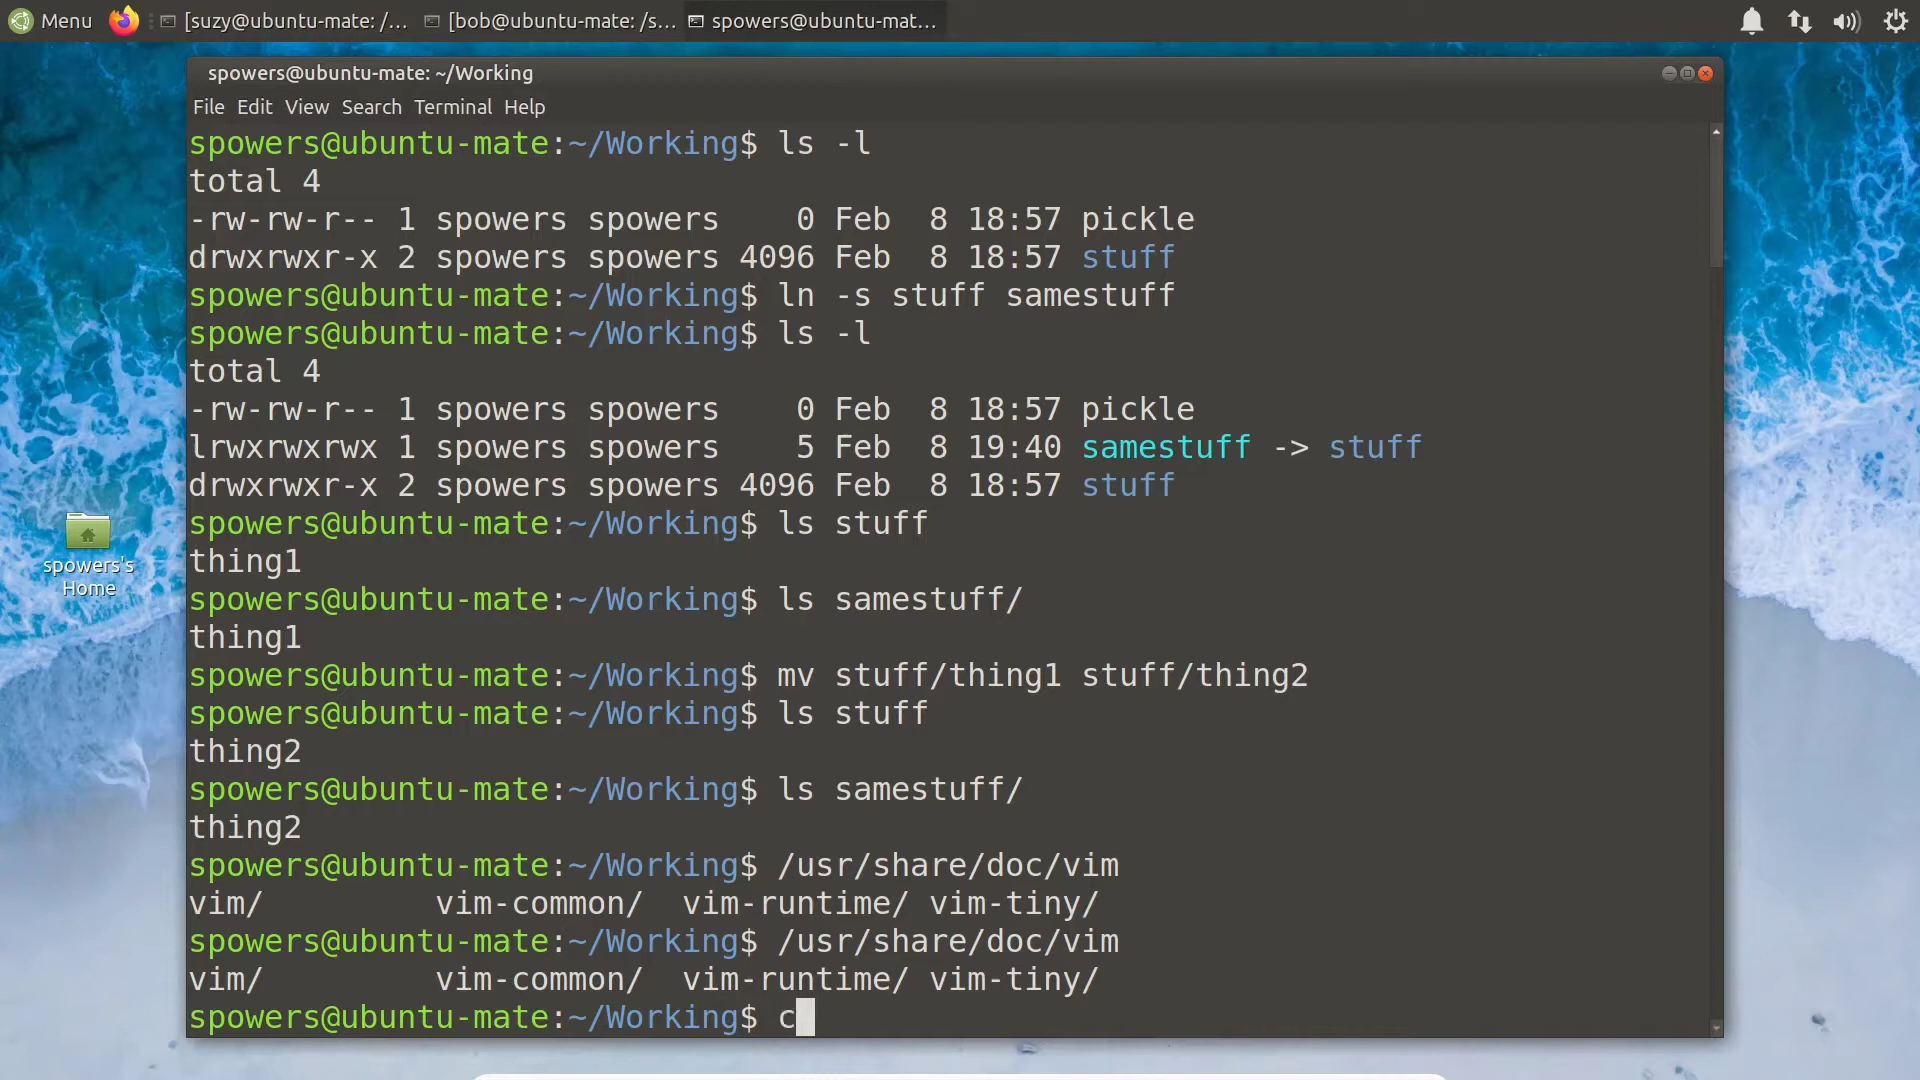 Menu [suzy@ubuntu-mate: /... [bob@ubuntu-mate: /s... spowers@ubuntu-mat...
spowers@ubuntu-mate: ~/Working
File Edit View Search Terminal Help
spowers@ubuntu-mate:~/Working$ ls -l
total 4
-rw-rw-r-- 1 spowers spowers    0 Feb  8 18:57 pickle
drwxrwxr-x 2 spowers spowers 4096 Feb  8 18:57 stuff
spowers@ubuntu-mate:~/Working$ ln -s stuff samestuff
spowers@ubuntu-mate:~/Working$ ls -l
total 4
-rw-rw-r-- 1 spowers spowers    0 Feb  8 18:57 pickle
lrwxrwxrwx 1 spowers spowers    5 Feb  8 19:40 samestuff -> stuff
drwxrwxr-x 2 spowers spowers 4096 Feb  8 18:57 stuff
spowers@ubuntu-mate:~/Working$ ls stuff
thing1
spowers@ubuntu-mate:~/Working$ ls samestuff/
thing1
spowers@ubuntu-mate:~/Working$ mv stuff/thing1 stuff/thing2
spowers@ubuntu-mate:~/Working$ ls stuff
thing2
spowers@ubuntu-mate:~/Working$ ls samestuff/
thing2
spowers@ubuntu-mate:~/Working$ /usr/share/doc/vim
vim/         vim-common/  vim-runtime/ vim-tiny/
spowers@ubuntu-mate:~/Working$ /usr/share/doc/vim
vim/         vim-common/  vim-runtime/ vim-tiny/
spowers@ubuntu-mate:~/Working$ c
spowers's
Home